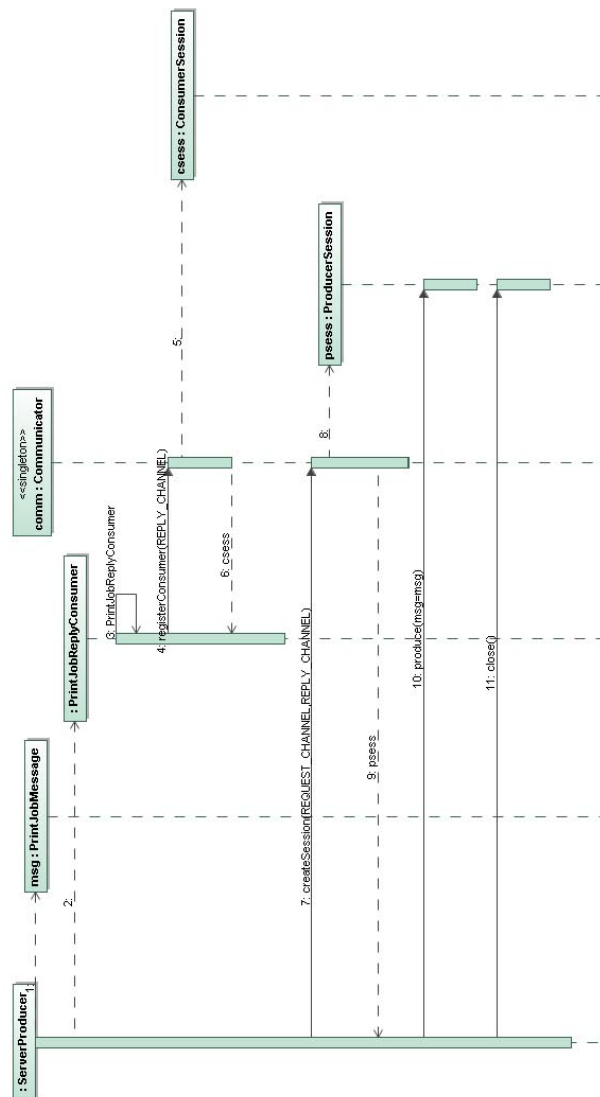 : ServerProducer
msg : PrintJobMessage
: PrintJobReplyConsumer
<<singleton>>
comm : Communicator
psess : ProducerSession
csess : ConsumerSession
1:
2:
3: PrintJobReplyConsumer
4: registerConsumer(REPLY_CHANNEL)
5:
6: csess
7: createSession(REQUEST_CHANNEL,REPLY_CHANNEL)
8:
9: psess
10: produce(msg=msg)
11: close()